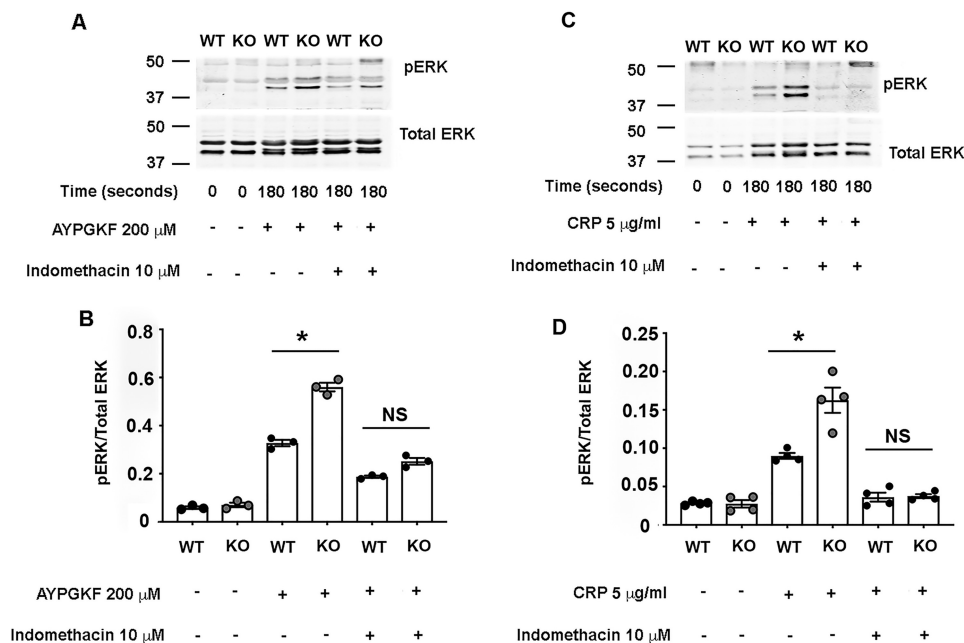 A
WT KO WT KO WT KO
50
pERK
37
50
Total ERK
37
Time (seconds) 0 0 180 180 180 180
AYPGKF 200 μM - - + + + +
Indomethacin 10 μM - - - - + +
B
pERK/Total ERK
0.8
0.6
0.4
0.2
0
*
NS
WT KO WT KO WT KO
AYPGKF 200 μM - - + + + +
Indomethacin 10 μM - - - - + +
C
WT KO WT KO WT KO
50
pERK
37
50
Total ERK
37
Time (seconds) 0 0 180 180 180 180
CRP 5 μg/ml - - + + + +
Indomethacin 10 μM - - - - + +
D
pERK/Total ERK
0.25
0.20
0.15
0.10
0.05
0
*
NS
WT KO WT KO WT KO
CRP 5 μg/ml - - + + + +
Indomethacin 10 μM - - - - + +